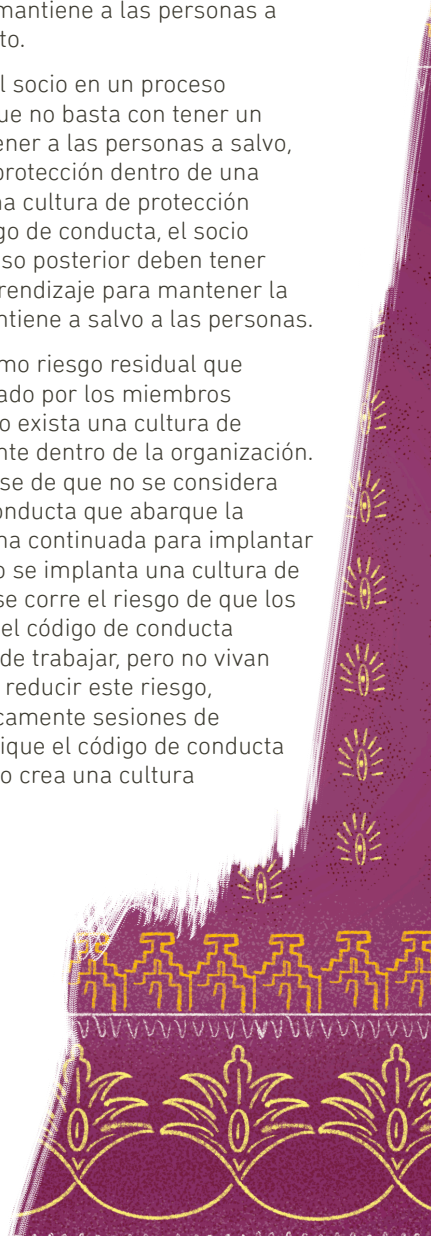 mantiene a las personas a
to.
l socio en un proceso
ue no basta con tener un
ener a las personas a salvo,
protección dentro de una
na cultura de protección
go de conducta, el socio
so posterior deben tener
rendizaje para mantener la
ntiene a salvo a las personas.
mo riesgo residual que
ado por los miembros
o exista una cultura de
nte dentro de la organización.
se de que no se considera
onducta que abarque la
na continuada para implantar
o se implanta una cultura de
se corre el riesgo de que los
el código de conducta
de trabajar, pero no vivan
reducir este riesgo,
camente sesiones de
ique el código de conducta
o crea una cultura